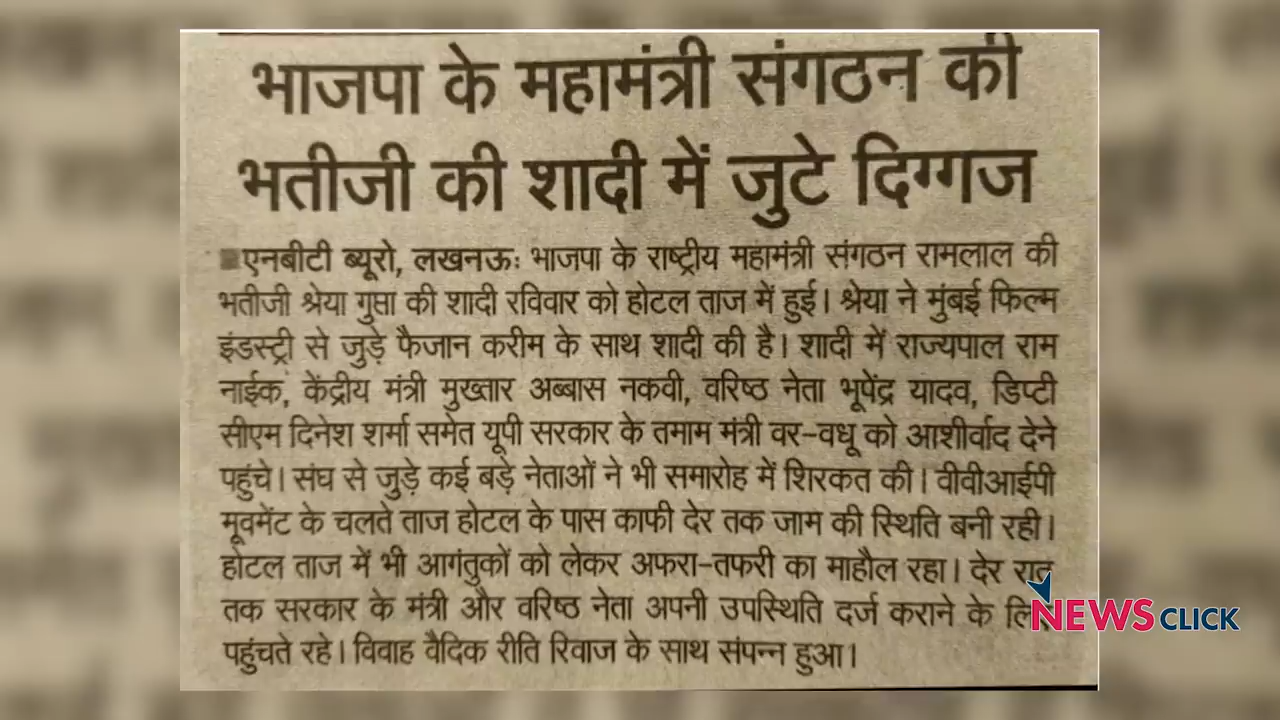 भाजपा के महामंत्री संगठन की
भतीजी की शादी में जुटे दिग्गज
एनबीटी ब्यूरो, लखनऊः भाजपा के राष्ट्रीय महामंत्री संगठन रामलाल की
भतीजी श्रेया गुप्ता की शादी रविवार को होटल ताज में हुई। श्रेया ने मुंबई फिल्म
इंडस्ट्री से जुड़े फैजान करीम के साथ शादी की है। शादी में राज्यपाल राम
नाईक, केंद्रीय मंत्री मुख्तार अब्बास नकवी, वरिष्ठ नेता भूपेंद्र यादव, डिप्टी
सीएम दिनेश शर्मा समेत यूपी सरकार के तमाम मंत्री वर-वधू को आशीर्वाद देने
पहुंचे। संघ से जुड़े कई बड़े नेताओं ने भी समारोह में शिरकत की। वीवीआईपी
मूवमेंट के चलते ताज होटल के पास काफी देर तक जाम की स्थिति बनी रही।
होटल ताज में भी आगंतुकों को लेकर अफरा-तफरी का माहौल रहा। देर रात
तक सरकार के मंत्री और वरिष्ठ नेता अपनी उपस्थिति दर्ज कराने के लिए
पहुंचते रहे। विवाह वैदिक रीति रिवाज के साथ संपन्न हुआ।
NEWSCLICK